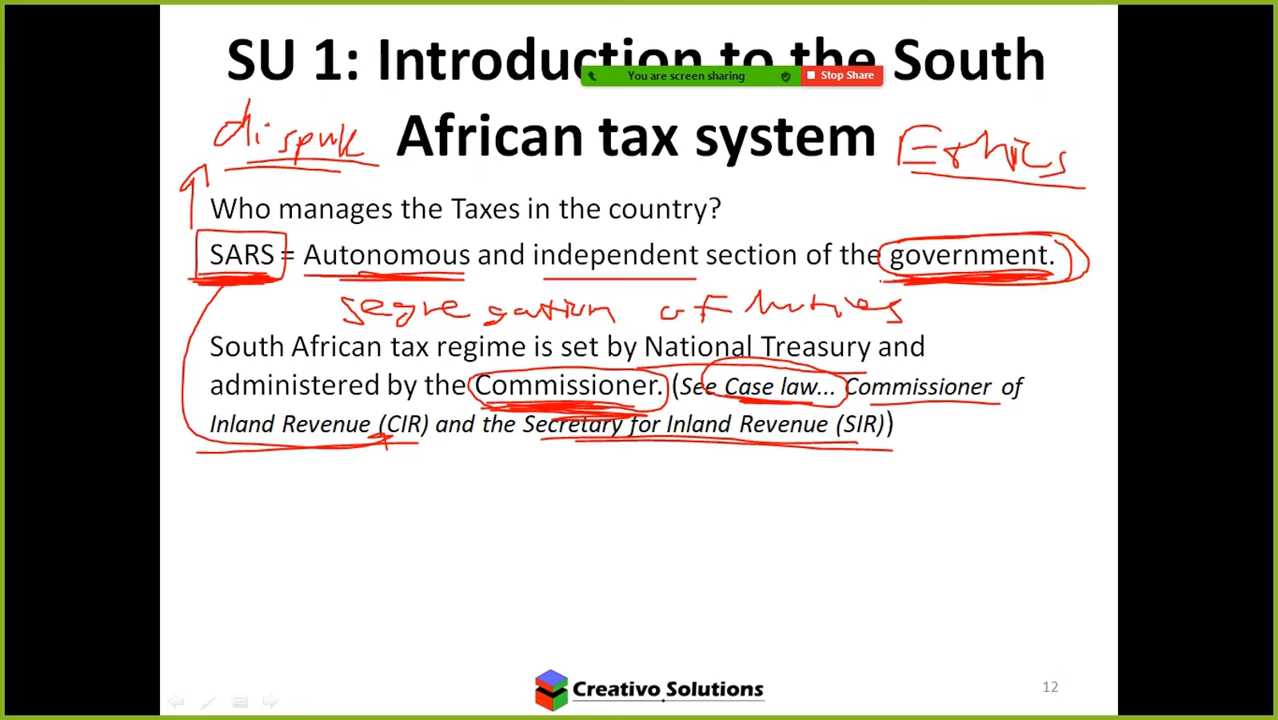 SU 1: Introduction to the South
You are screen sharing
Stop Share
African tax system
Ethics
Who manages the Taxes in the country?
SARS = Autonomous and independent section of the government.
segregation of
South African tax regime is set by National Treasury and
administered by the Commissioner. (See Case law... Commissioner of
Inland Revenue (CIR) and the Secretary for Inland Revenue (SIR))
Creativo Solutions
12